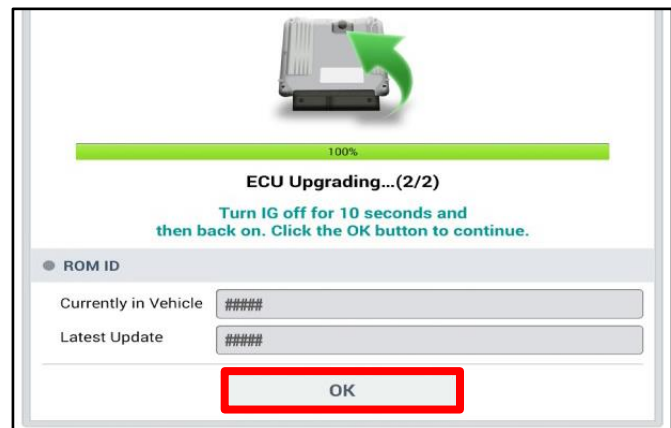 100%
ECU Upgrading...(2/2)
Turn IG off for 10 seconds and
then back on. Click the OK button to continue.
ROM ID
Currently in Vehicle #####
Latest Update #####
OK